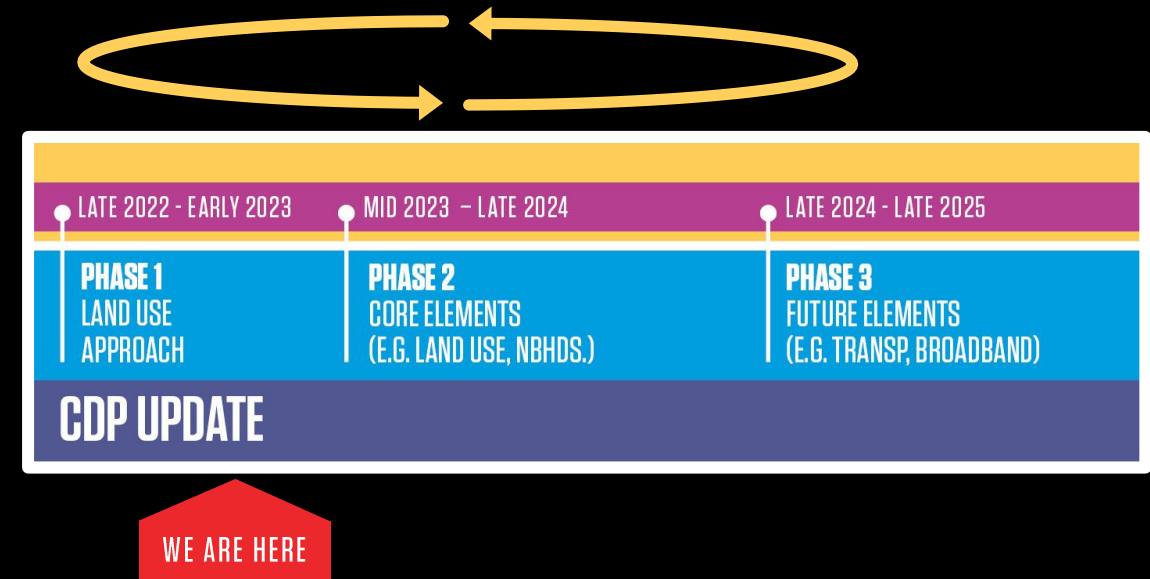 LATE 2022 - EARLY 2023
MID 2023 – LATE 2024
LATE 2024 - LATE 2025
PHASE 1
LAND USE
APPROACH
PHASE 2
CORE ELEMENTS
(E.G. LAND USE, NBHDS.)
PHASE 3
FUTURE ELEMENTS
(E.G. TRANSP, BROADBAND)
CDP UPDATE
WE ARE HERE